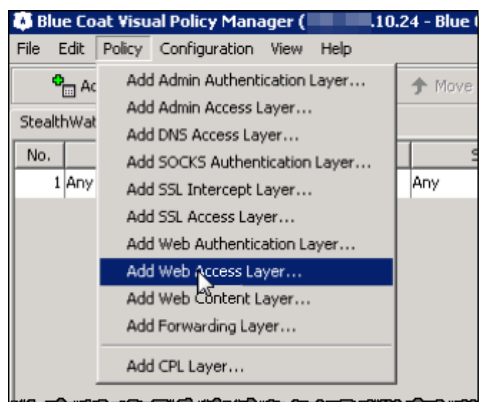 Blue Coat Visual Policy Manager ( .10.24 - Blue
File Edit Policy Configuration View Help
Move
StealthWat
No.
1 Any
Any
Add Admin Authentication Layer...
Add Admin Access Layer...
Add DNS Access Layer...
Add SOCKS Authentication Layer...
Add SSL Intercept Layer...
Add SSL Access Layer...
Add Web Authentication Layer...
Add Web Access Layer...
Add Web Content Layer...
Add Forwarding Layer...
Add CPL Layer...